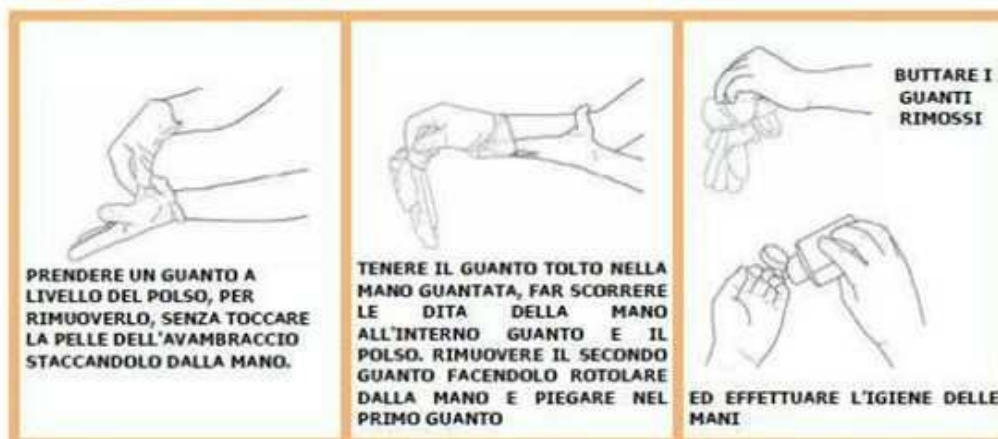 PRENDERE UN GUANTO A
LIVELLO DEL POLSO, PER
RIMUOVERLO, SENZA TOCCARE
LA PELLE DELL'AVAMBRACCIO
STACCANDOLO DALLA MANO.
TENERE IL GUANTO TOLTO NELLA
MANO GUANTATA, FAR SCORRERE
LE DITA DELLA MANO
ALL'INTERNO GUANTO E IL
POLSO. RIMUOVERE IL SECONDO
GUANTO FACENDOLO ROTOLARE
DALLA MANO E PIEGARE NEL
PRIMO GUANTO
BUTTARE I
GUANTI
RIMOSSI
ED EFFETTUARE L'IGIENE DELLE
MANI